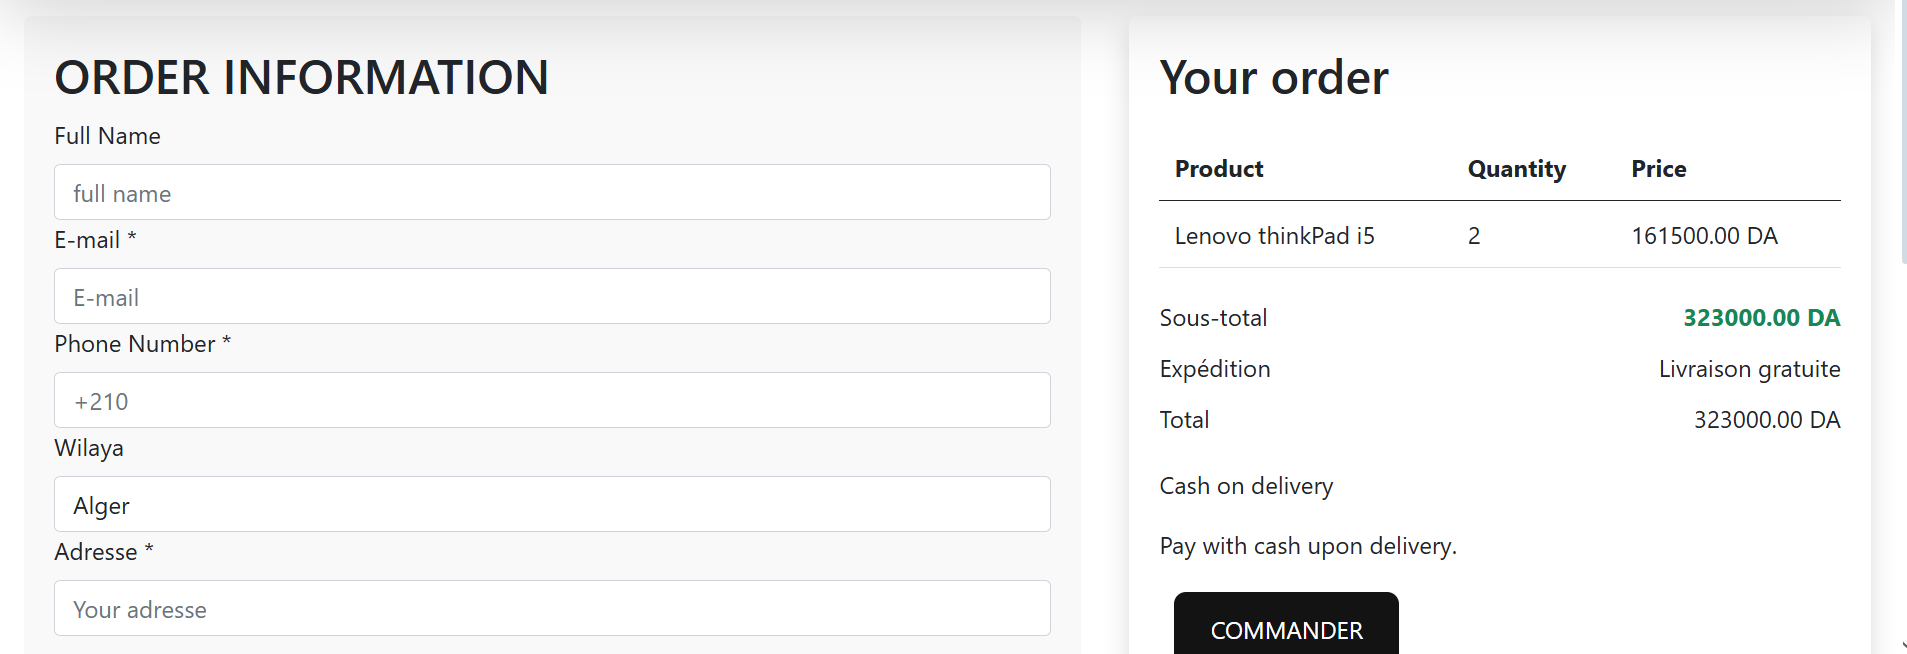 ORDER INFORMATION
Full Name
full name
E-mail *
E-mail
Phone Number *
+210
Wilaya
Alger
Adresse *
Your adresse
Your order
Product Quantity Price
Lenovo thinkPad i5 2 161500.00 DA
Sous-total 323000.00 DA
Expédition Livraison gratuite
Total 323000.00 DA
Cash on delivery
Pay with cash upon delivery.
COMMANDER